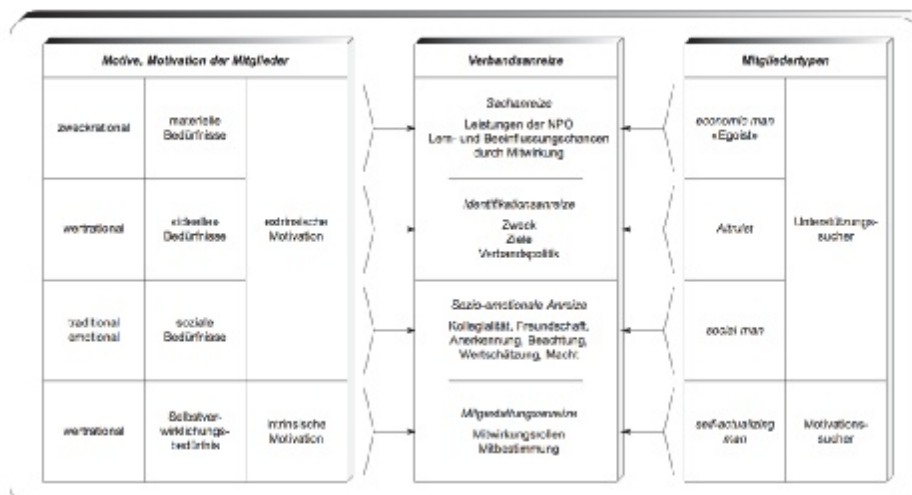 Motive, Motivation der Mitglieder
zweckrational
materielle
Bedürfnisse
wertrational
ideelle
Bedürfnisse
extrinsische
Motivation
traditional
emotional
soziale
Bedürfnisse
wertrational
Selbstver-
wirklichungs-
bedürfnis
intrinsische
Motivation
Verbandsanreize
Sachanreize
Leistungen der NPO
Lern- und Beeinflussungschancen
durch Mitwirkung
Identifikationsanreize
Zweck
Ziele
Verbandspolitik
Sozio-emotionale Anreize
Kollegialität, Freundschaft,
Anerkennung, Beachtung,
Wertschätzung, Macht
Mitgestaltungsanreize
Mitwirkungsrollen
Mitbestimmung
Mitgliedertypen
economic man
«Egoist»
Altruist
Unterstützungs-
sucher
social man
self-actualizing
man
Motivations-
sucher